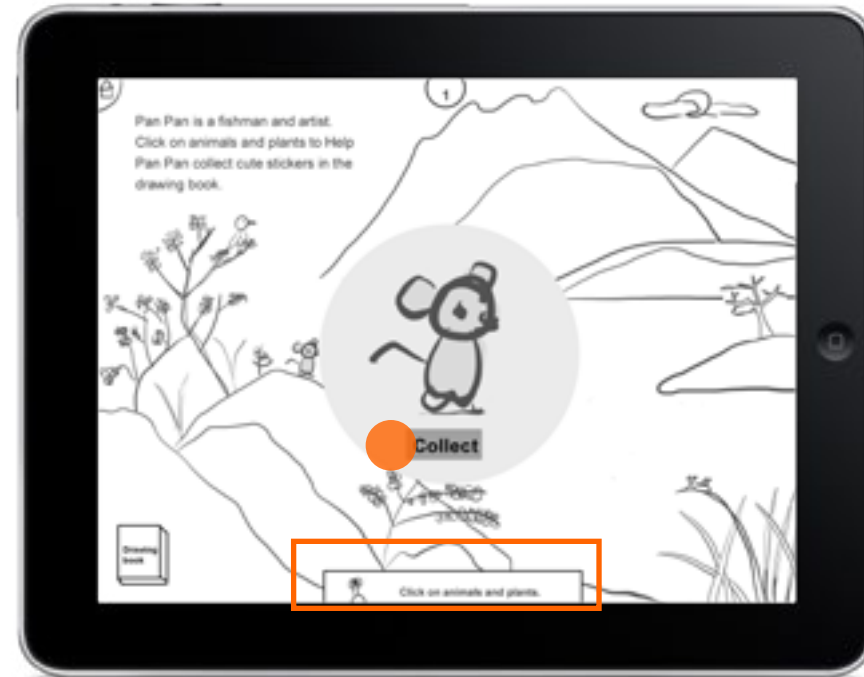 1
Pan Pan is a fishman and artist.
Click on animals and plants to Help
Pan Pan collect cute stickers in the
drawing book.
Collect
Drawing
book
Click on animals and plants.